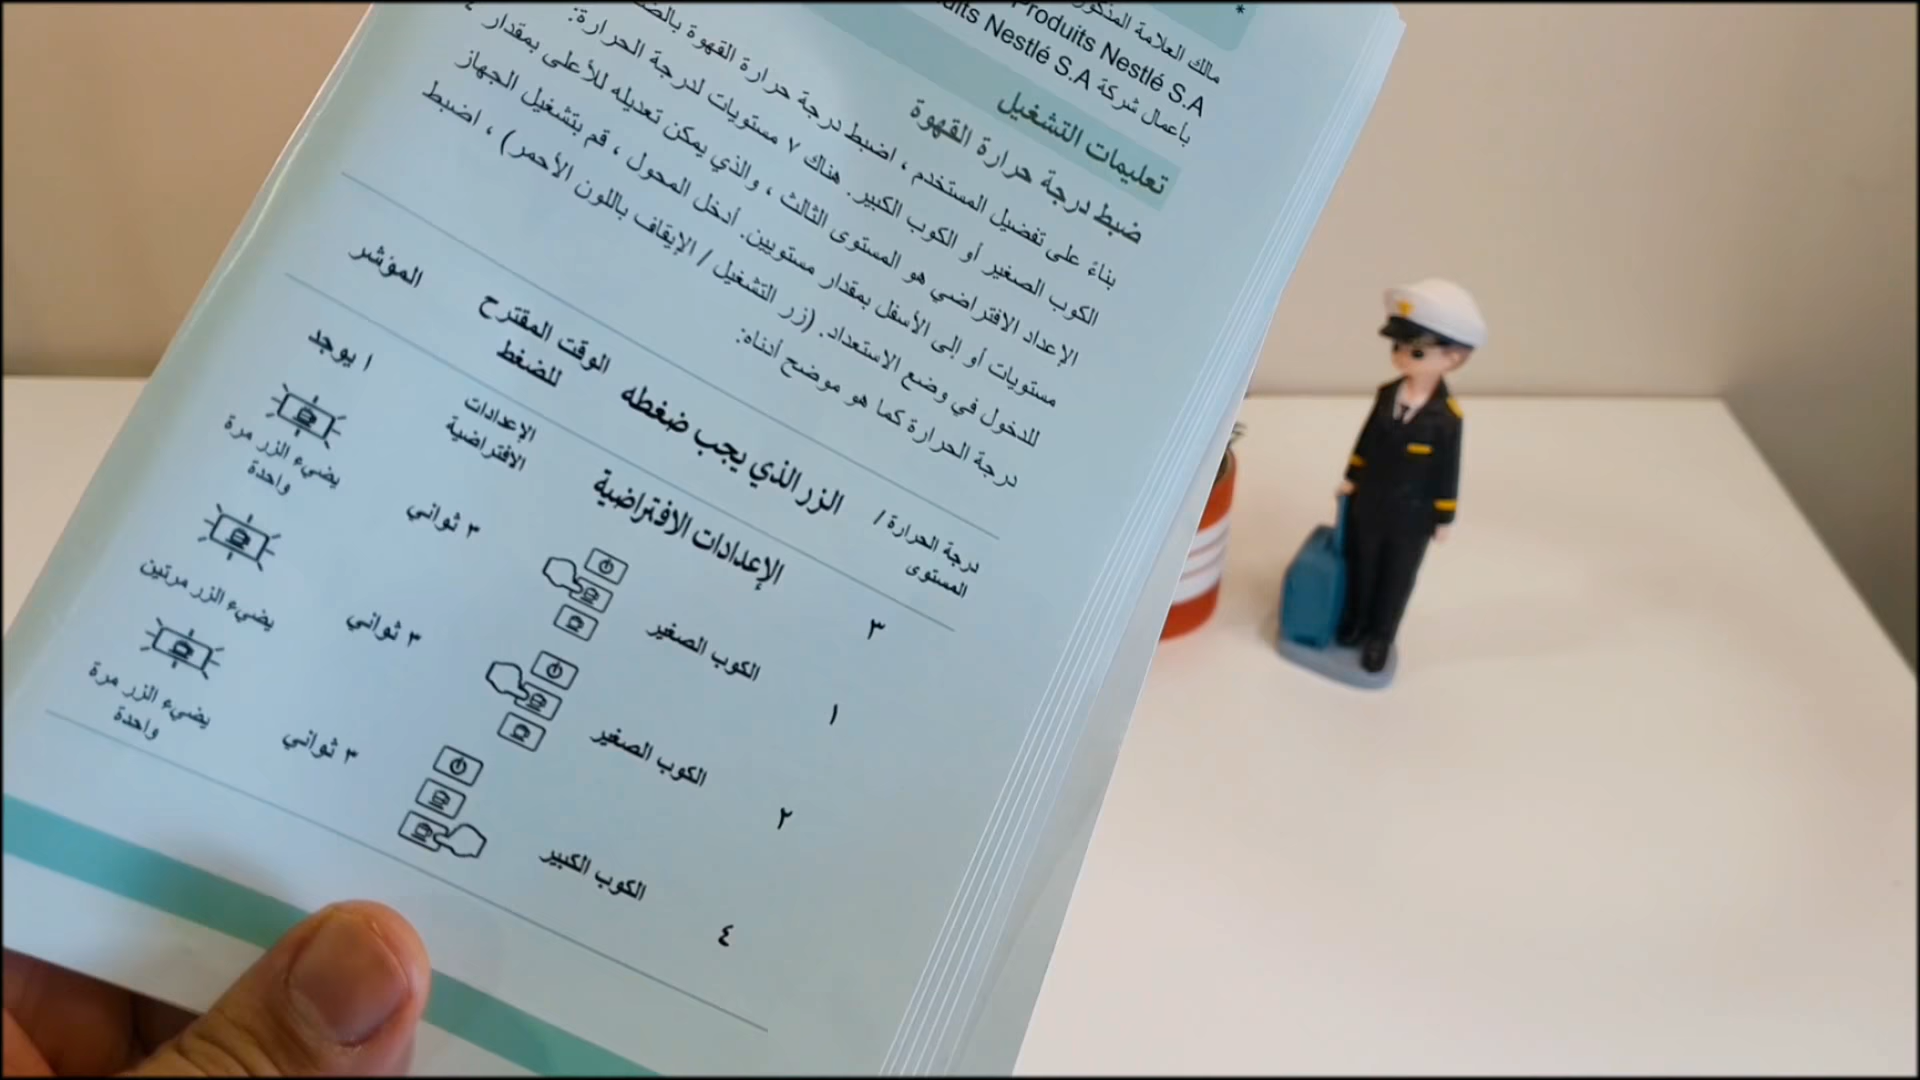 *
مالك العلامة المذكور
Produits Nestlé S.A
بأعمال شركة Nestlé S.A
تعليمات التشغيل
ضبط درجة حرارة القهوة
بناءً على تفضيل المستخدم ، اضبط درجة حرارة القهوة
الكوب الصغير أو الكوب الكبير. هناك ٧ مستويات لدرجة الحرارة:
الإعداد الافتراضي هو المستوى الثالث ، والذي يمكن تعديله للأعلى بمقدار
مستويات أو إلى الأسفل بمقدار مستويين. أدخل المحول ، قم بتشغيل الجهاز
للدخول في وضع الاستعداد. (زر التشغيل / الإيقاف باللون الأحمر) ، اضبط
درجة الحرارة كما هو موضح أدناه:
درجة الحرارة / المستوى
الزر الذي يجب ضغطه
الوقت المقترح للضغط
المؤشر
٣
الإعدادات الافتراضية
الإعدادات الافتراضية
ا يوجد
١
الكوب الصغير
٣ ثواني
يضيء الزر مرة واحدة
٢
الكوب الصغير
٣ ثواني
يضيء الزر مرتين
٤
الكوب الكبير
٣ ثواني
يضيء الزر مرة واحدة